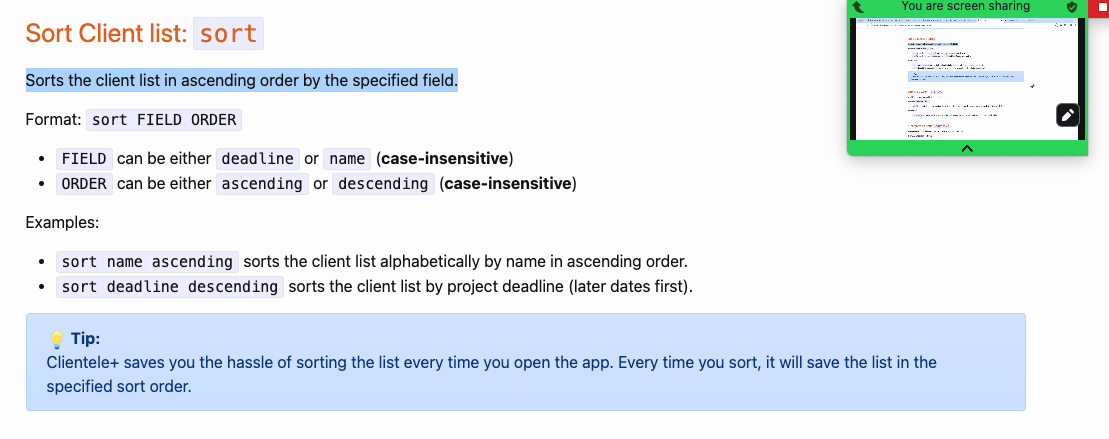 You are screen sharing
Sort Client list: sort
Sorts the client list in ascending order by the specified field.
Format: sort FIELD ORDER
• FIELD can be either deadline or name (case-insensitive)
• ORDER can be either ascending or descending (case-insensitive)
Examples:
• sort name ascending sorts the client list alphabetically by name in ascending order.
• sort deadline descending sorts the client list by project deadline (later dates first).
💡 Tip:
Clientele+ saves you the hassle of sorting the list every time you open the app. Every time you sort, it will save the list in the
specified sort order.